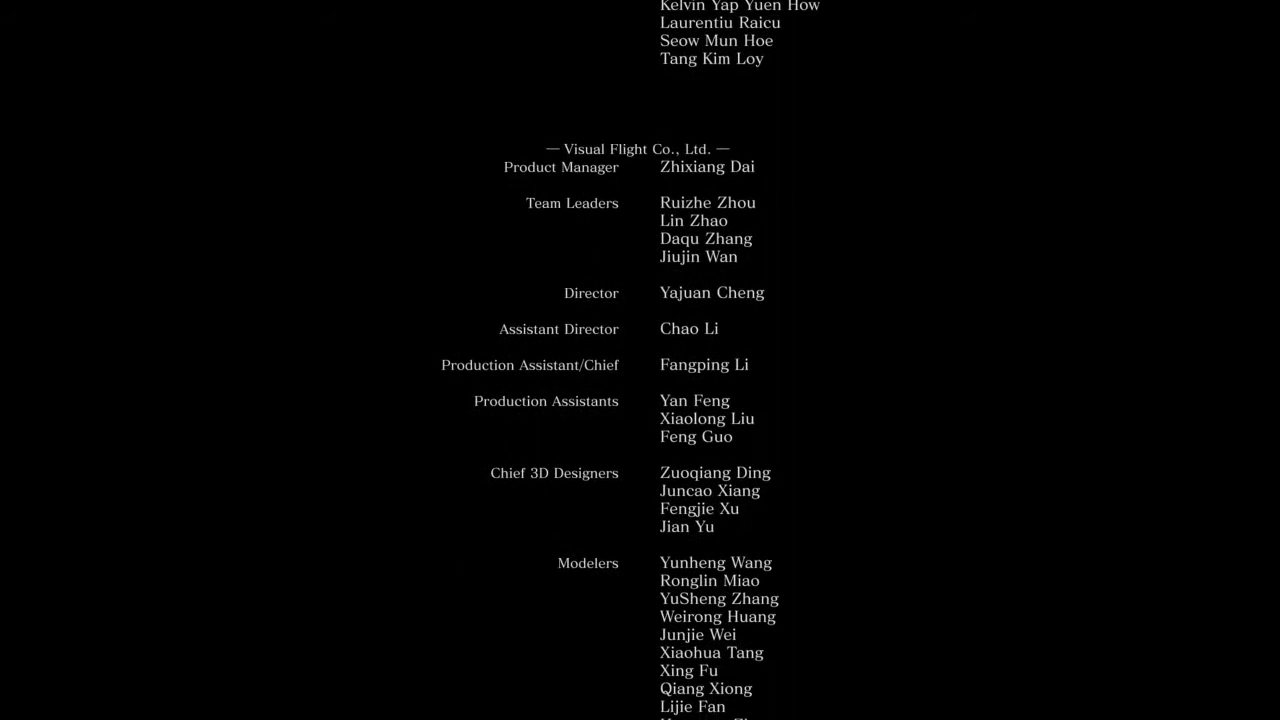 Kelvin Yap Yuen How
Laurentiu Raicu
Seow Mun Hoe
Tang Kim Loy
— Visual Flight Co., Ltd. —
Product Manager Zhixiang Dai
Team Leaders Ruizhe Zhou
Lin Zhao
Daqu Zhang
Jiujin Wan
Director Yajuan Cheng
Assistant Director Chao Li
Production Assistant/Chief Fangping Li
Production Assistants Yan Feng
Xiaolong Liu
Feng Guo
Chief 3D Designers Zuoqiang Ding
Juncao Xiang
Fengjie Xu
Jian Yu
Modelers Yunheng Wang
Ronglin Miao
YuSheng Zhang
Weirong Huang
Junjie Wei
Xiaohua Tang
Xing Fu
Qiang Xiong
Lijie Fan